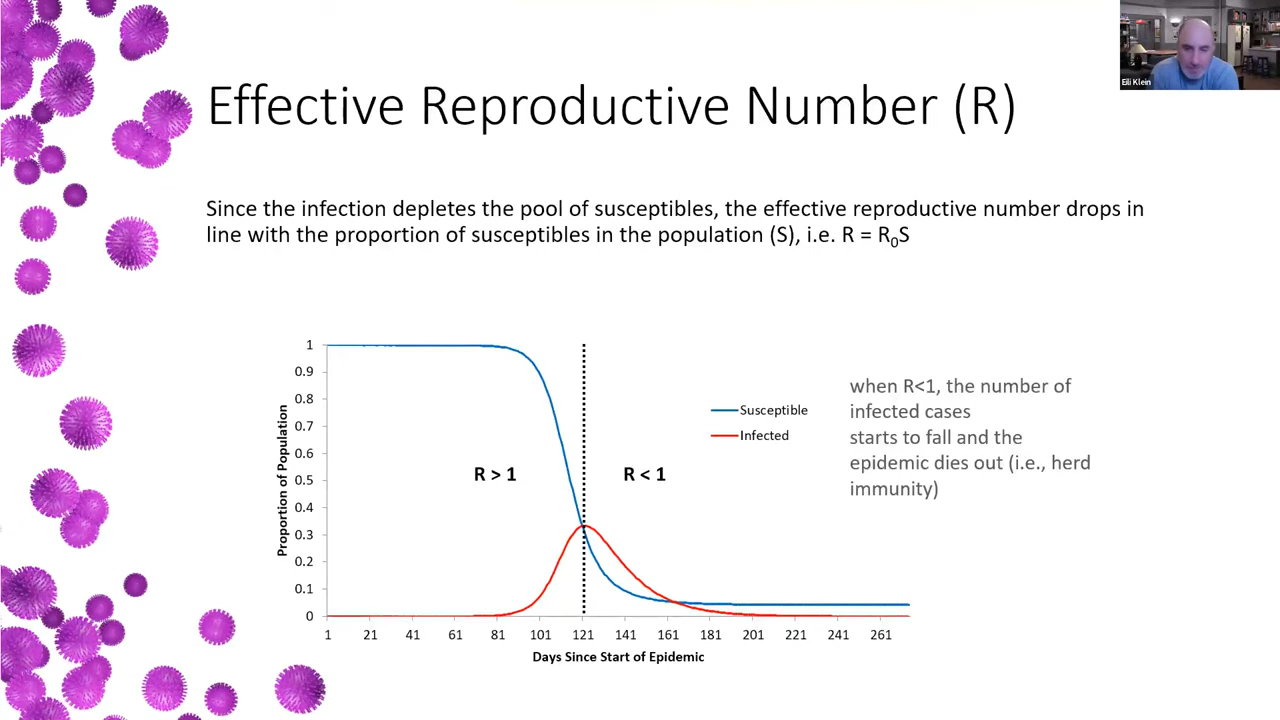 Eili Klein
Effective Reproductive Number (R)
Since the infection depletes the pool of susceptibles, the effective reproductive number drops in
line with the proportion of susceptibles in the population (S), i.e. R = R₀S
1
0.9
0.8
0.7
0.6
0.5
0.4
0.3
0.2
0.1
0
Proportion of Population
R > 1
R < 1
Susceptible
Infected
1 21 41 61 81 101 121 141 161 181 201 221 241 261
Days Since Start of Epidemic
when R<1, the number of
infected cases
starts to fall and the
epidemic dies out (i.e., herd
immunity)